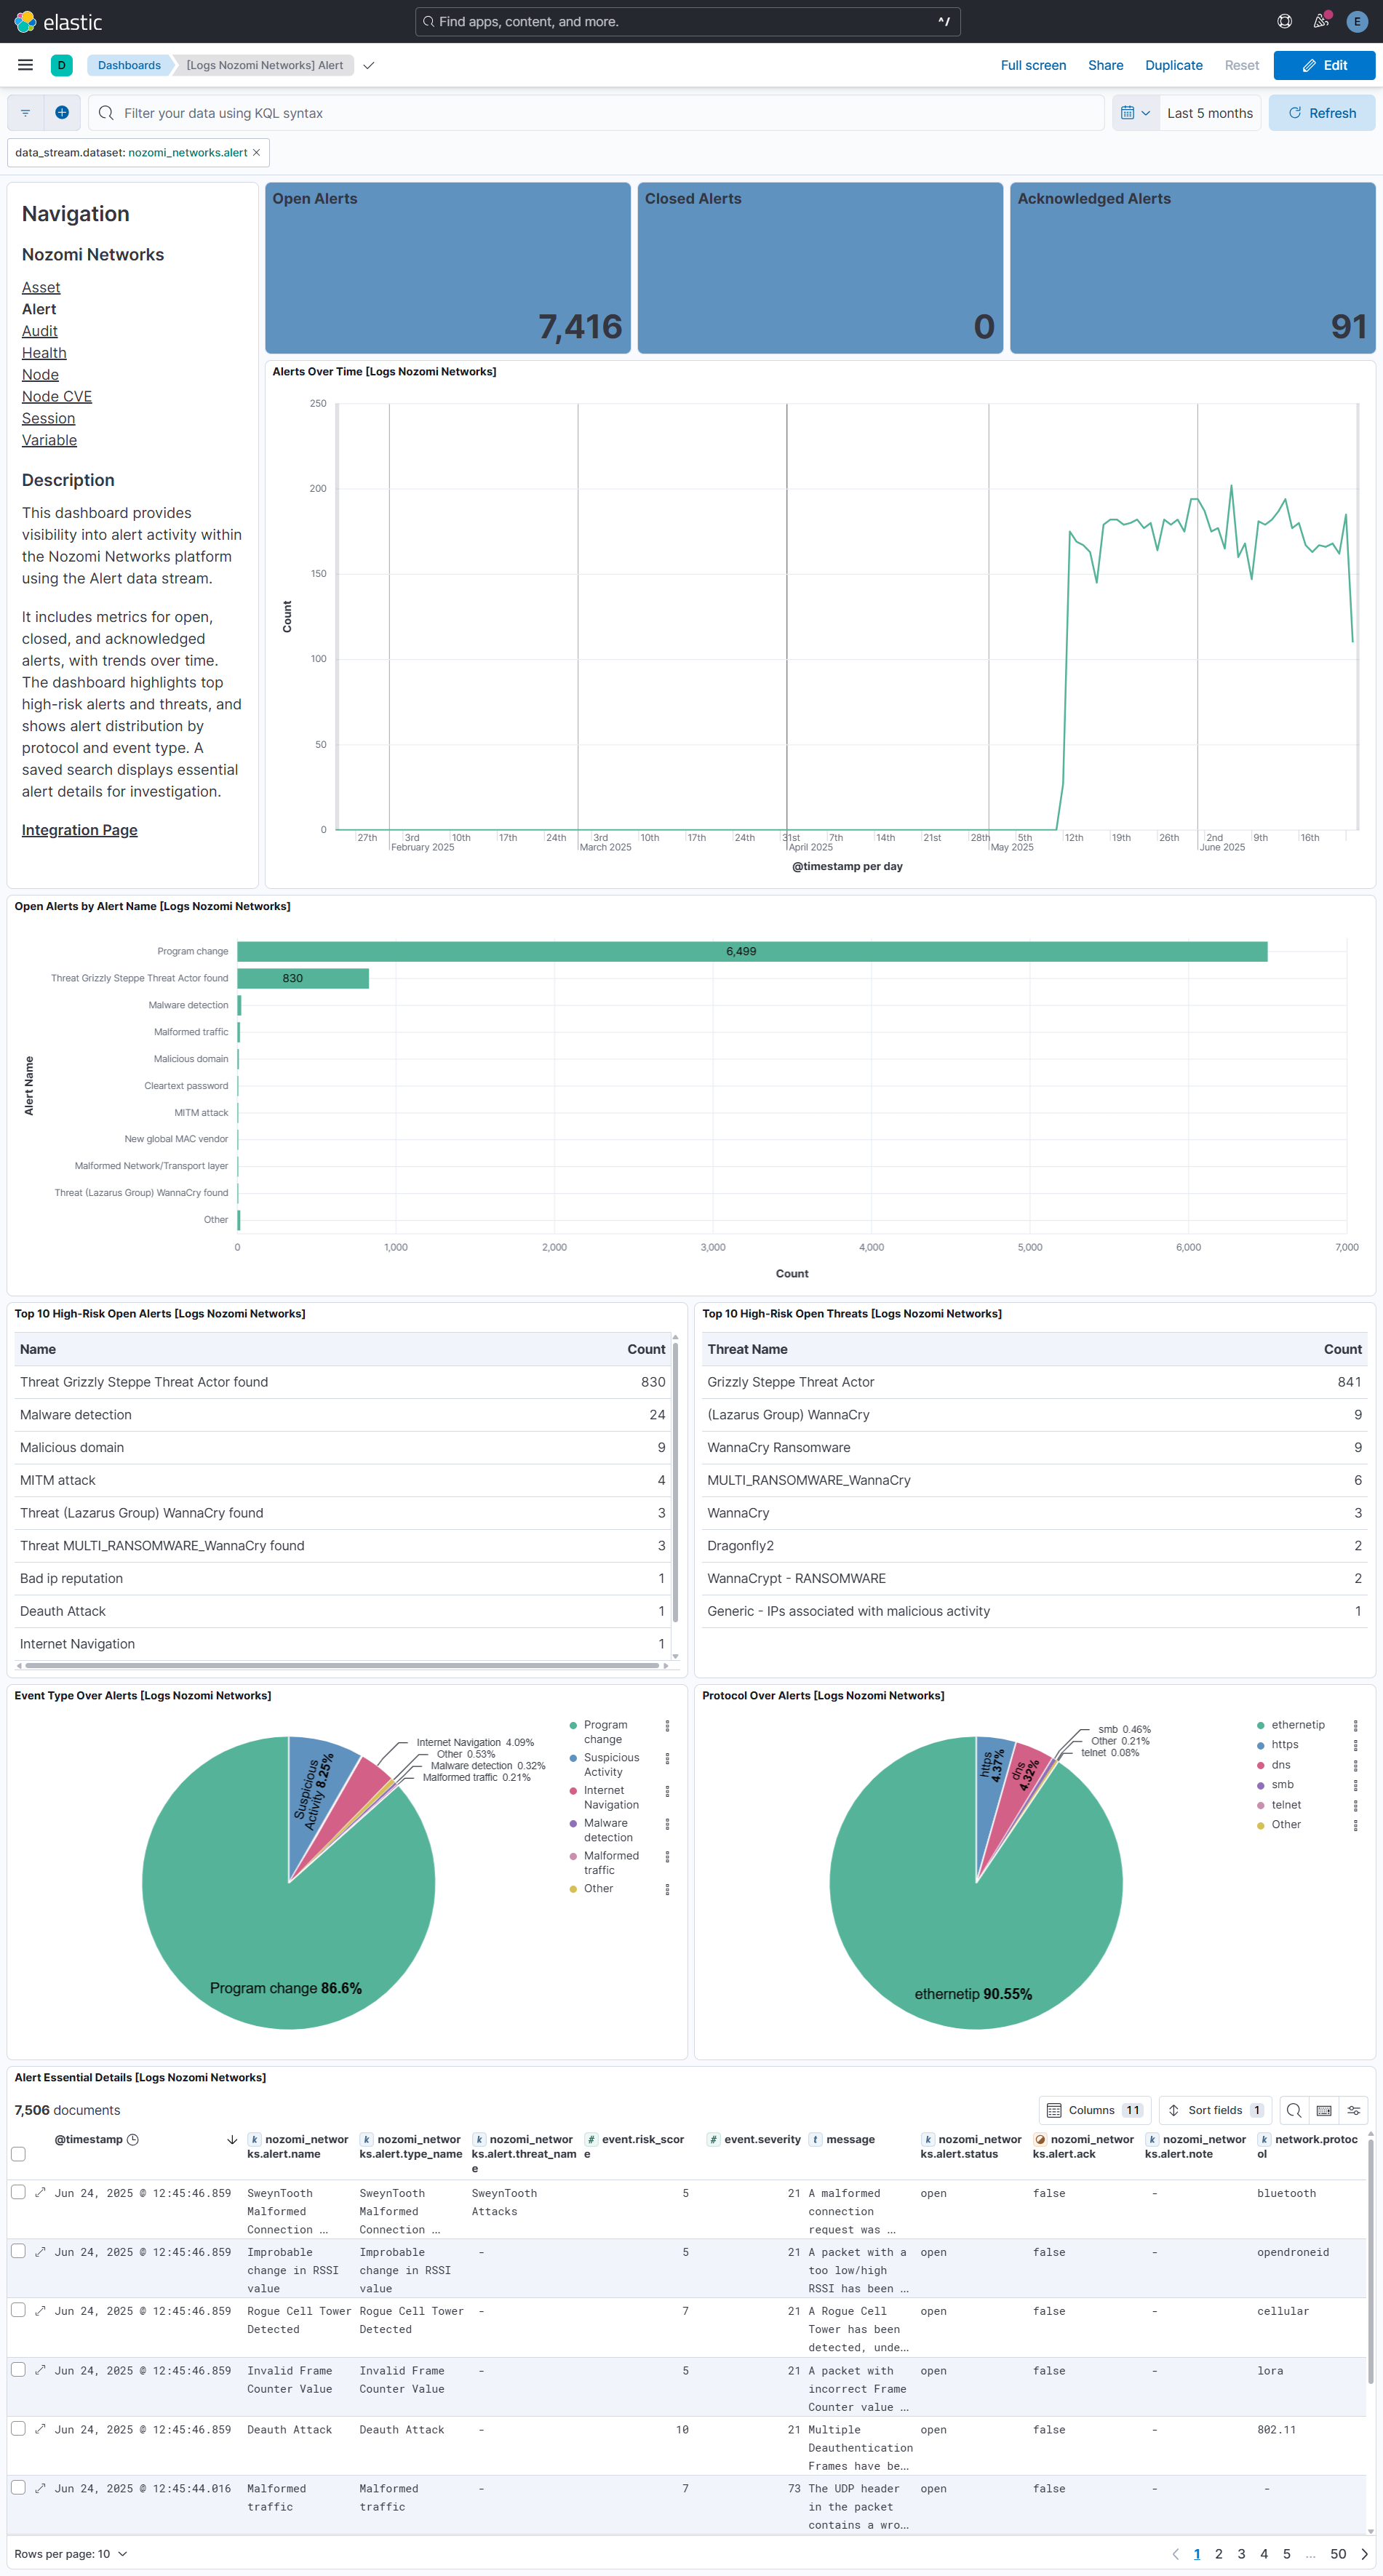 elastic
Find apps, content, and more.
^/
E
D
Dashboards
[Logs Nozomi Networks] Alert
Full screen
Share
Duplicate
Reset
Edit
Filter your data using KQL syntax
Last 5 months
Refresh
data_stream.dataset: nozomi_networks.alert ×
Navigation
Nozomi Networks
Asset
Alert
Audit
Health
Node
Node CVE
Session
Variable
Description
This dashboard provides
visibility into alert activity within
the Nozomi Networks platform
using the Alert data stream.
It includes metrics for open,
closed, and acknowledged
alerts, with trends over time.
The dashboard highlights top
high-risk alerts and threats, and
shows alert distribution by
protocol and event type. A
saved search displays essential
alert details for investigation.
Integration Page
Open Alerts
7,416
Closed Alerts
0
Acknowledged Alerts
91
Alerts Over Time [Logs Nozomi Networks]
250
200
150
100
50
0
Count
27th 3rd 10th 17th 24th 3rd 10th 17th 24th 31st 7th 14th 21st 28th 5th 12th 19th 26th 2nd 9th 16th
February 2025 March 2025 April 2025 May 2025 June 2025
@timestamp per day
Open Alerts by Alert Name [Logs Nozomi Networks]
Alert Name
Program change 6,499
Threat Grizzly Steppe Threat Actor found 830
Malware detection
Malformed traffic
Malicious domain
Cleartext password
MITM attack
New global MAC vendor
Malformed Network/Transport layer
Threat (Lazarus Group) WannaCry found
Other
0 1,000 2,000 3,000 4,000 5,000 6,000 7,000
Count
Top 10 High-Risk Open Alerts [Logs Nozomi Networks]
Name Count
Threat Grizzly Steppe Threat Actor found 830
Malware detection 24
Malicious domain 9
MITM attack 4
Threat (Lazarus Group) WannaCry found 3
Threat MULTI_RANSOMWARE_WannaCry found 3
Bad ip reputation 1
Deauth Attack 1
Internet Navigation 1
Top 10 High-Risk Open Threats [Logs Nozomi Networks]
Threat Name Count
Grizzly Steppe Threat Actor 841
(Lazarus Group) WannaCry 9
WannaCry Ransomware 9
MULTI_RANSOMWARE_WannaCry 6
WannaCry 3
Dragonfly2 2
WannaCrypt - RANSOMWARE 2
Generic - IPs associated with malicious activity 1
Event Type Over Alerts [Logs Nozomi Networks]
Suspicious
Activity 8.25%
Internet Navigation 4.09%
Other 0.53%
Malware detection 0.32%
Malformed traffic 0.21%
Program change 86.6%
Program
change
Suspicious
Activity
Internet
Navigation
Malware
detection
Malformed
traffic
Other
Protocol Over Alerts [Logs Nozomi Networks]
https
4.37%
dns
4.32%
smb 0.46%
Other 0.21%
telnet 0.08%
ethernetip 90.55%
ethernetip
https
dns
smb
telnet
Other
Alert Essential Details [Logs Nozomi Networks]
7,506 documents
Columns 11
Sort fields 1
@timestamp k nozomi_networ k nozomi_networ k nozomi_networ # event.risk_scor # event.severity t message k nozomi_networ nozomi_networ k nozomi_networ k network.protoc
ks.alert.name ks.alert.type_name ks.alert.threat_nam e ks.alert.status ks.alert.ack ks.alert.note ol
e
Jun 24, 2025 @ 12:45:46.859 SweynTooth SweynTooth SweynTooth 5 21 A malformed open false - bluetooth
Malformed Malformed Attacks connection
Connection … Connection … request was …
Jun 24, 2025 @ 12:45:46.859 Improbable Improbable - 5 21 A packet with a open false - opendroneid
change in RSSI change in RSSI too low/high
value value RSSI has been …
Jun 24, 2025 @ 12:45:46.859 Rogue Cell Tower Rogue Cell Tower - 7 21 A Rogue Cell open false - cellular
Detected Detected Tower has been
detected, unde…
Jun 24, 2025 @ 12:45:46.859 Invalid Frame Invalid Frame - 5 21 A packet with open false - lora
Counter Value Counter Value incorrect Frame
Counter value …
Jun 24, 2025 @ 12:45:46.859 Deauth Attack Deauth Attack - 10 21 Multiple open false - 802.11
Deauthentication
Frames have be…
Jun 24, 2025 @ 12:45:44.016 Malformed Malformed - 7 73 The UDP header open false - -
traffic traffic in the packet
contains a wro…
Rows per page: 10
1 2 3 4 5 … 50